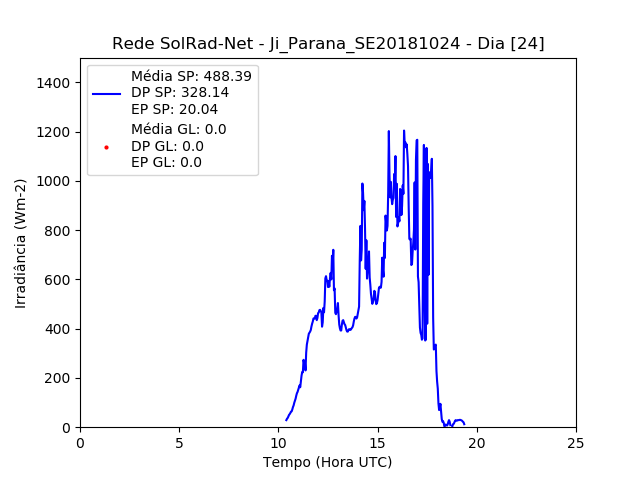 Rede SolRad-Net - Ji_Parana_SE20181024 - Dia [24]
Média SP: 488.39
DP SP: 328.14
EP SP: 20.04
Média GL: 0.0
DP GL: 0.0
EP GL: 0.0
Irradiância (Wm-2)
1400
1200
1000
800
600
400
200
0
0 5 10 15 20 25
Tempo (Hora UTC)